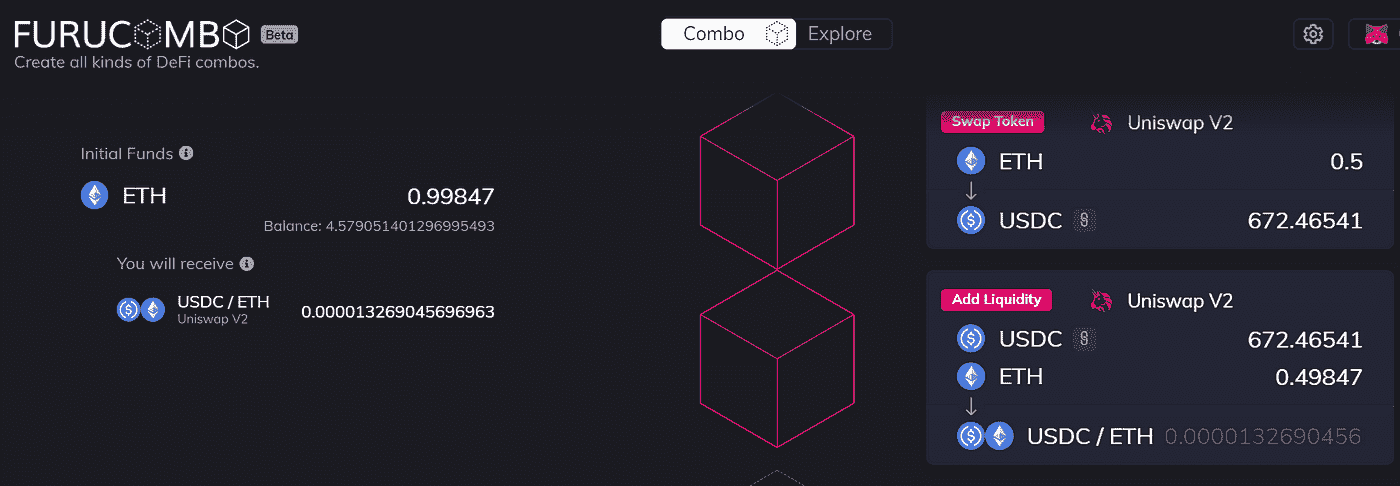 FURUCOMBO Beta
Create all kinds of DeFi combos.
Combo Explore
Initial Funds
ETH 0.99847
Balance: 4.579051401296995493
You will receive
USDC / ETH 0.000013269045696963
Uniswap V2
Swap Token Uniswap V2
ETH 0.5
USDC 672.46541
Add Liquidity Uniswap V2
USDC 672.46541
ETH 0.49847
USDC / ETH 0.0000132690456